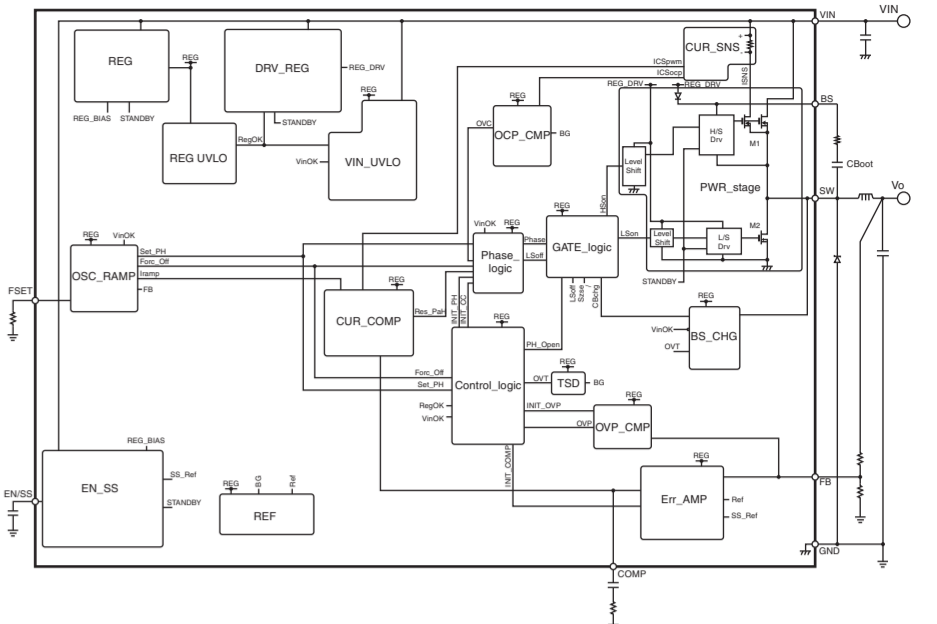 VIN
VIN
REG
REG
REG_BIAS
STANDBY
REG
DRV_REG
REG_DRV
STANDBY
REG UVLO
RegOK
REG
VIN_UVLO
VinOK
CUR_SNS
+
-
ISNS
ICSpwm
ICSocp
REG
OCP_CMP
OVC
BG
REG_DRV
REG_DRV
BS
H/S
Drv
M1
Level
Shift
PWR_stage
CBoot
SW
Vo
HSon
REG
GATE_logic
LSon
Level
Shift
L/S
Drv
M2
STANDBY
VinOK
REG
Phase_
logic
Phase
LSoff
LSoff
Szse
/
CBchg
REG
VinOK
OSC_RAMP
Set_PH
Forc_Off
Iramp
FB
FSET
REG
CUR_COMP
Res_PaH
INIT_PH
INIT_CC
REG
BS_CHG
VinOK
OVT
REG
Control_logic
PH_Open
Forc_Off
Set_PH
RegOK
VinOK
OVT
REG
TSD
BG
INIT_OVP
OVP
REG
OVP_CMP
INIT_COMP
REG_BIAS
EN_SS
SS_Ref
STANDBY
EN/SS
REG
BG
Ref
REF
REG
Err_AMP
Ref
SS_Ref
FB
GND
COMP